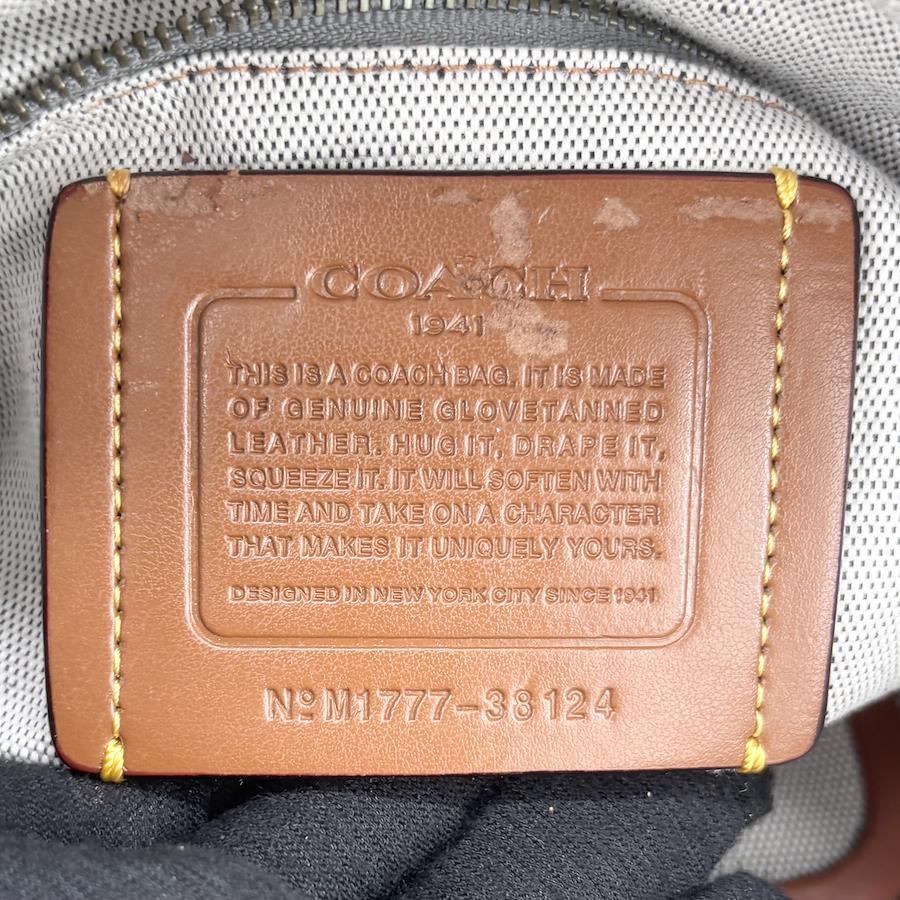 COACH
1941
THIS IS A COACH BAG. IT IS MADE
OF GENUINE GLOVETANNED
LEATHER. HUG IT, DRAPE IT,
SQUEEZE IT. IT WILL SOFTEN WITH
TIME AND TAKE ON A CHARACTER
THAT MAKES IT UNIQUELY YOURS.
DESIGNED IN NEW YORK CITY SINCE 1941
Nº M1777-38124